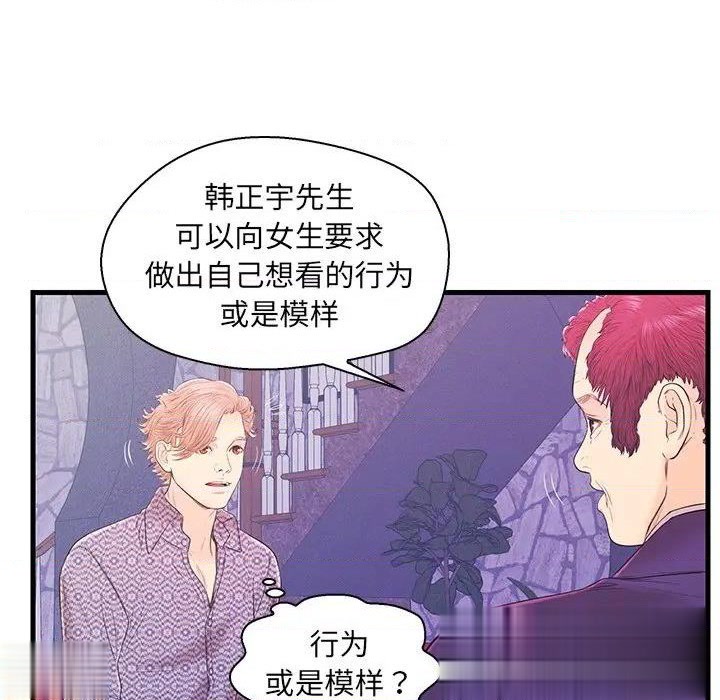 韩正宇先生
可以向女生要求
做出自己想看的行为
或是模样
行为
或是模样？